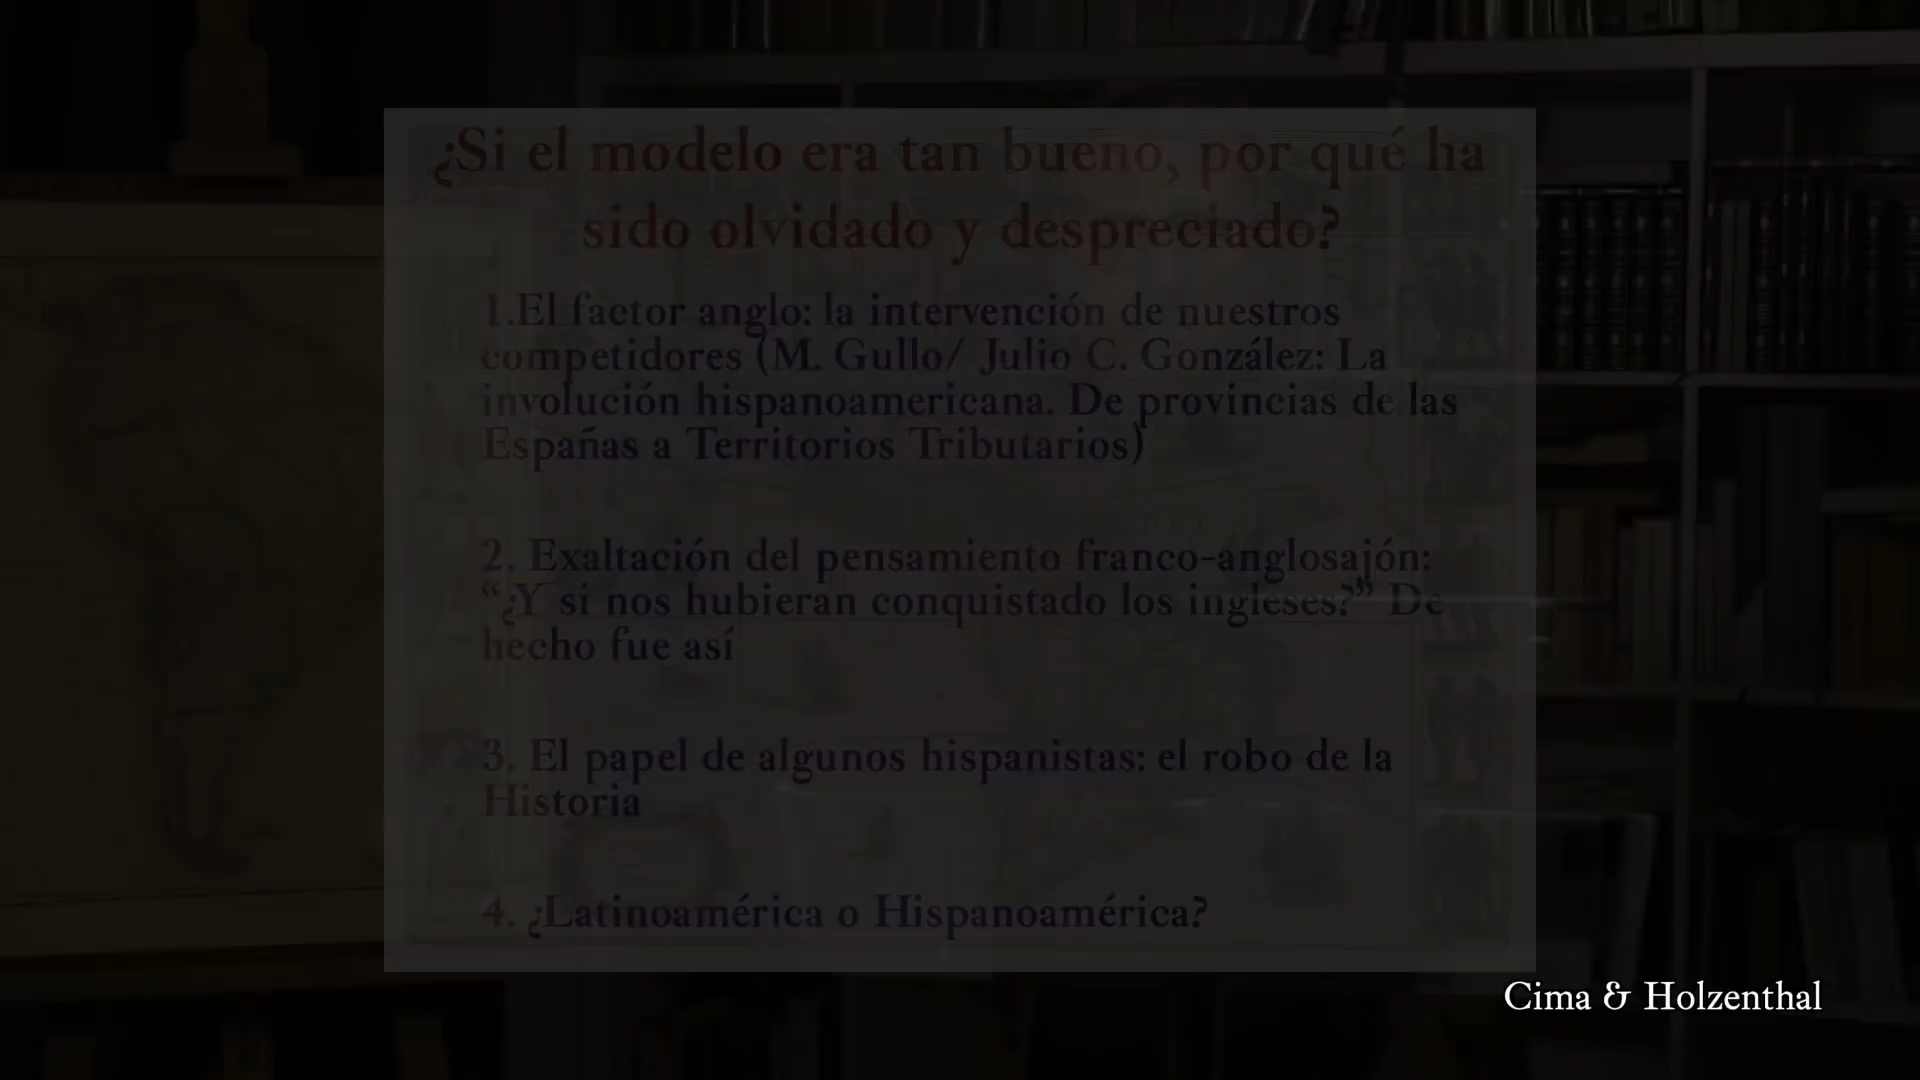 ¿Si el modelo era tan bueno, por qué ha
sido olvidado y despreciado?
1.El factor anglo: la intervención de nuestros
competidores (M. Gullo/ Julio C. González: La
involución hispanoamericana. De provincias de las
Españas a Territorios Tributarios)
2. Exaltación del pensamiento franco-anglosajón:
“¿Y si nos hubieran conquistado los ingleses?” De
hecho fue así
3. El papel de algunos hispanistas: el robo de la
Historia
4. ¿Latinoamérica o Hispanoamérica?
Cima & Holzenthal